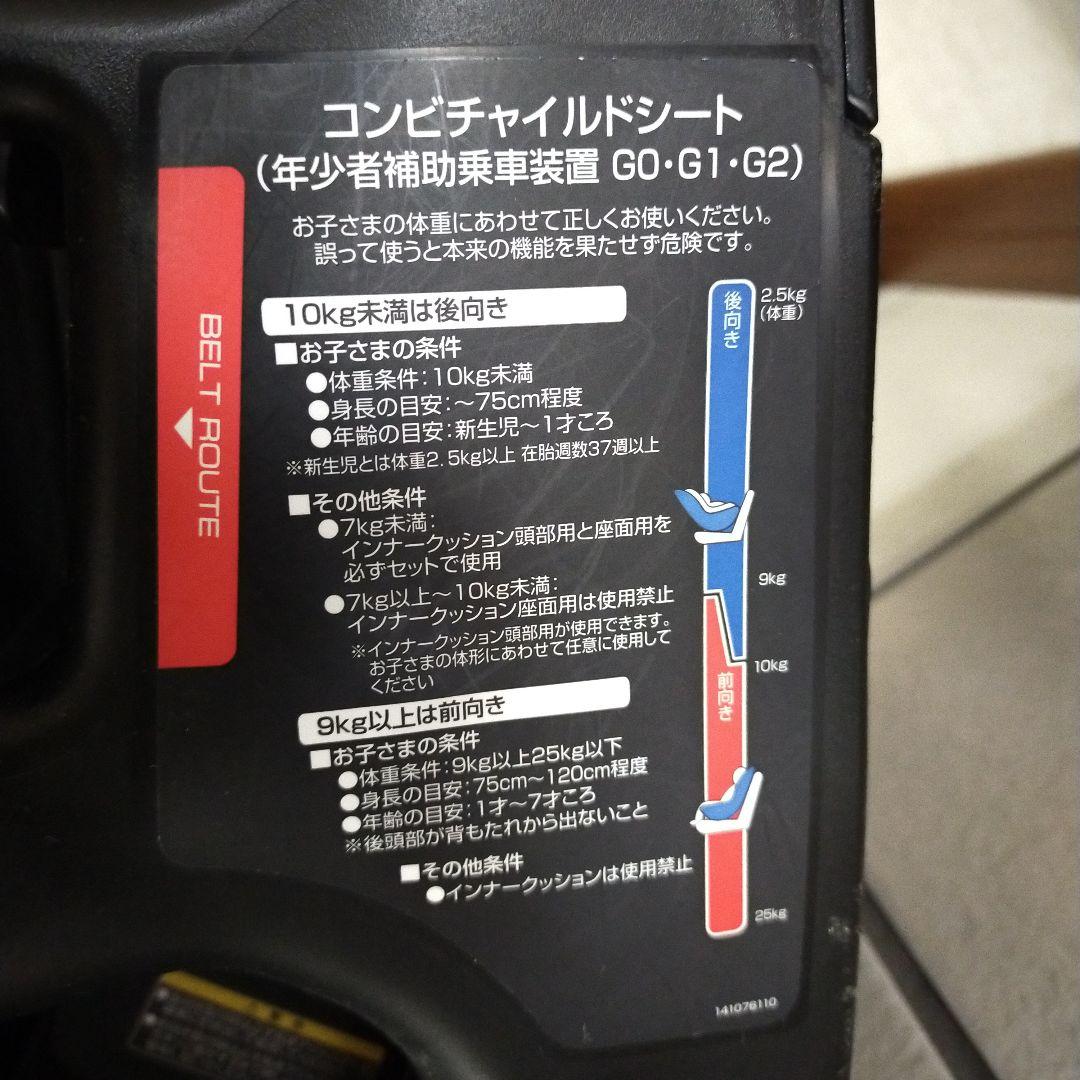 コンビチャイルドシート
(年少者補助乗車装置 G0・G1・G2)
お子さまの体重にあわせて正しくお使いください。
誤って使うと本来の機能を果たせず危険です。
BELT ROUTE
10kg未満は後向き
■お子さまの条件
●体重条件:10kg未満
●身長の目安:～75cm程度
●年齢の目安:新生児～1才ころ
※新生児とは体重2.5kg以上 在胎週数37週以上
■その他条件
●7kg未満:
インナークッション頭部用と座面用を
必ずセットで使用
●7kg以上～10kg未満:
インナークッション座面用は使用禁止
※インナークッション頭部用が使用できます。
お子さまの体形にあわせて任意に使用して
ください
9kg以上は前向き
■お子さまの条件
●体重条件:9kg以上25kg以下
●身長の目安:75cm～120cm程度
●年齢の目安:1才～7才ころ
※後頭部が背もたれから出ないこと
■その他条件
●インナークッションは使用禁止
後向き
2.5kg
(体重)
9kg
10kg
前向き
25kg
141076110